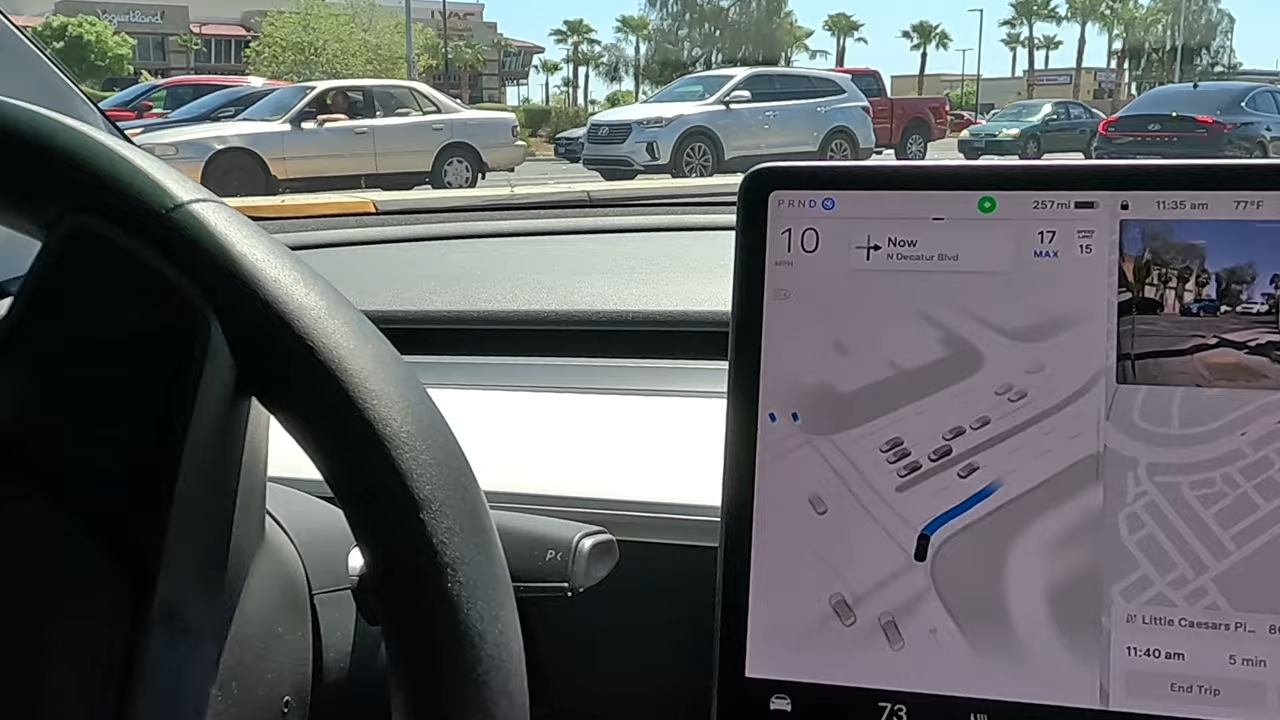 Yogurtland
P R N D
257 mi
11:35 am
77°F
10
MPH
Now
N Decatur Blvd
17
MAX
SPEED
LIMIT
15
P<
Little Caesars Pi...
11:40 am
5 min
End Trip
73